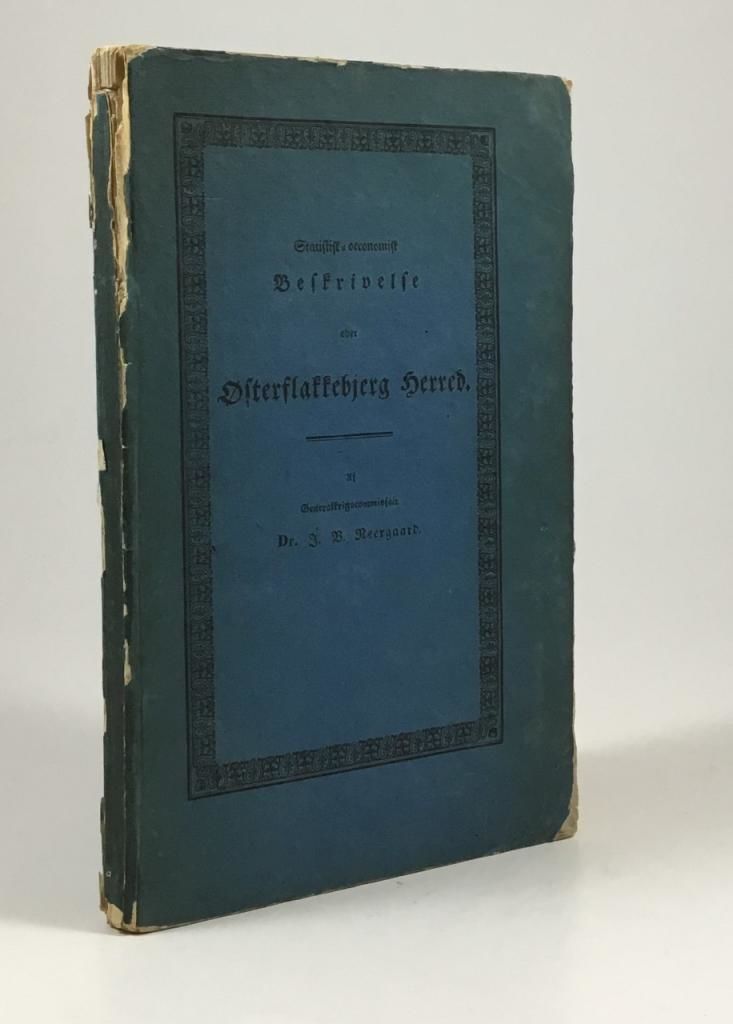 Statistisk-oeconomisk
Beskrivelse
over
Østerflakkebjerg Herred.
Af
Generalkrigscommissair
Dr. J. B. Neergaard.